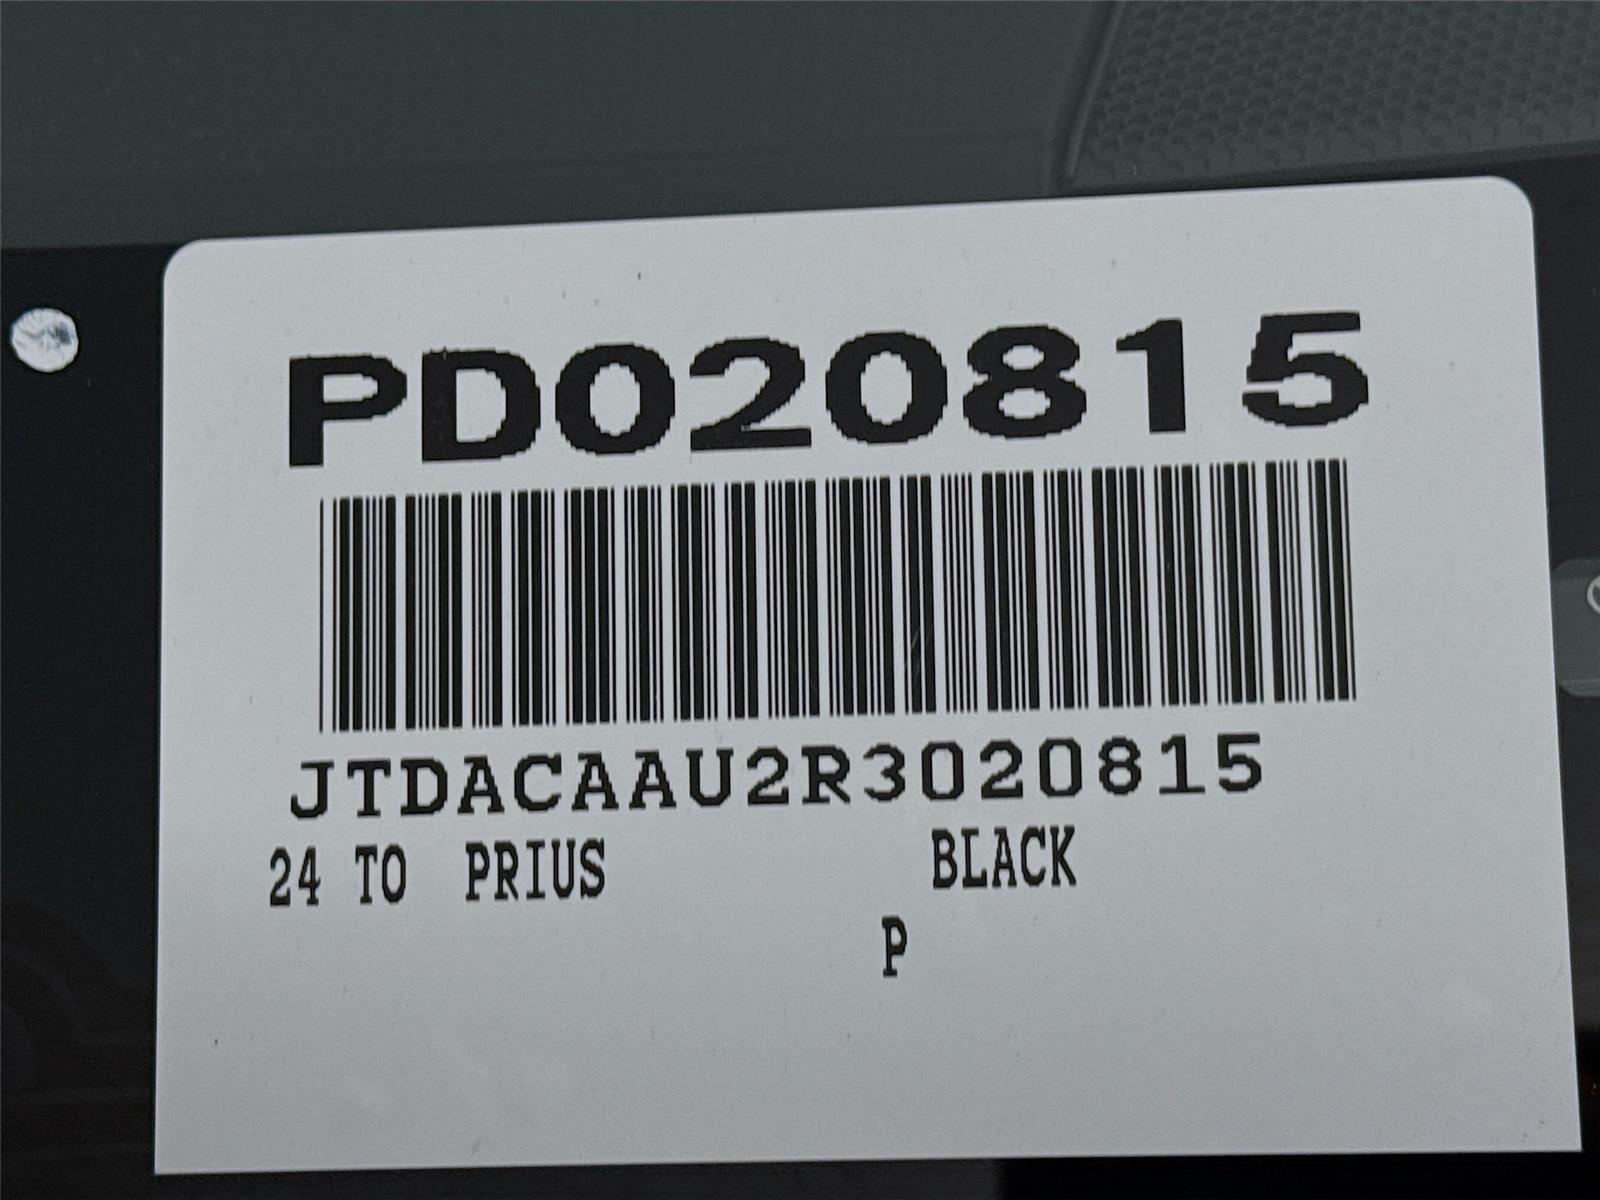 PD020815
JTDACAAU2R3020815
24 TO PRIUS BLACK
P